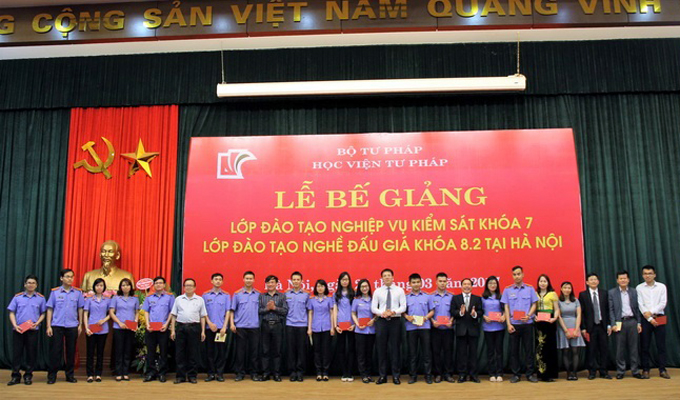 CỘNG SẢN VIỆT NAM QUANG VINH
BỘ TƯ PHÁP
HỌC VIỆN TƯ PHÁP
LỄ BẾ GIẢNG
LỚP ĐÀO TẠO NGHIỆP VỤ KIỂM SÁT KHÓA 7
LỚP ĐÀO TẠO NGHỀ ĐẤU GIÁ KHÓA 8.2 TẠI HÀ NỘI